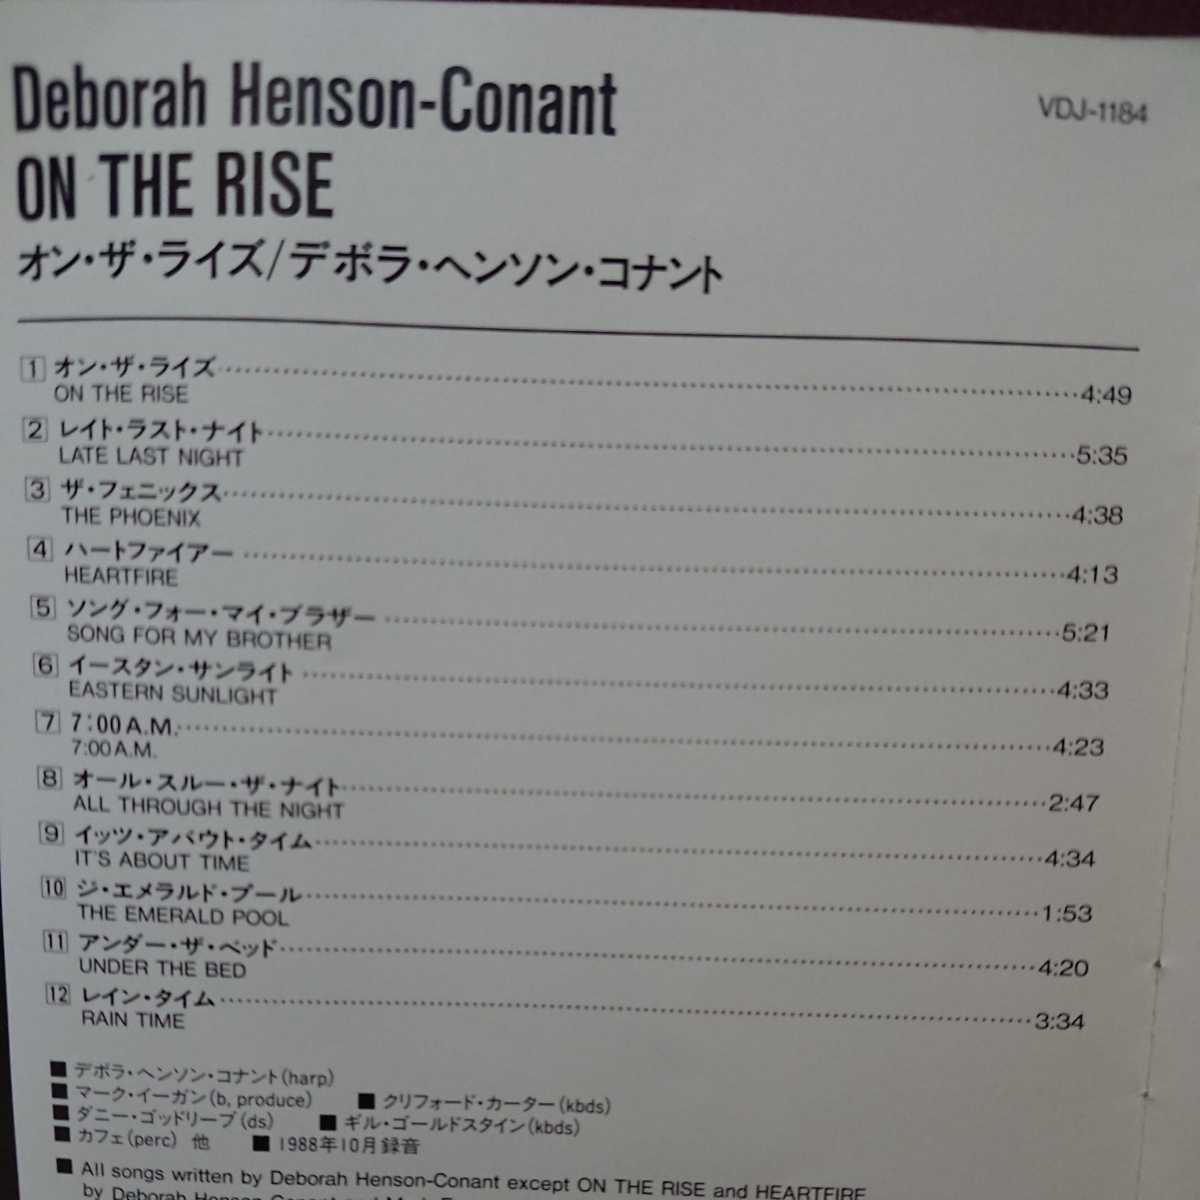 Deborah Henson-Conant
VDJ-1184
ON THE RISE
オン・ザ・ライズ/デボラ・ヘンソン・コナント
1 オン・ザ・ライズ 4:49
ON THE RISE
2 レイト・ラスト・ナイト 5:35
LATE LAST NIGHT
3 ザ・フェニックス 4:38
THE PHOENIX
4 ハートファイアー 4:13
HEARTFIRE
5 ソング・フォー・マイ・ブラザー 5:21
SONG FOR MY BROTHER
6 イースタン・サンライト 4:33
EASTERN SUNLIGHT
7 7:00 A.M. 4:23
7:00 A.M.
8 オール・スルー・ザ・ナイト 2:47
ALL THROUGH THE NIGHT
9 イッツ・アバウト・タイム 4:34
IT'S ABOUT TIME
10 ジ・エメラルド・プール 1:53
THE EMERALD POOL
11 アンダー・ザ・ベッド 4:20
UNDER THE BED
12 レイン・タイム 3:34
RAIN TIME
■ デボラ・ヘンソン・コナント(harp)
■ マーク・イーガン(b, produce) ■ クリフォード・カーター(kbds)
■ ダニー・ゴッドリーブ(ds) ■ ギル・ゴールドスタイン(kbds)
■ カフェ(perc) 他 ■ 1988年10月録音
■ All songs written by Deborah Henson-Conant except ON THE RISE and HEARTFIRE
by Deborah Henson-Conant and